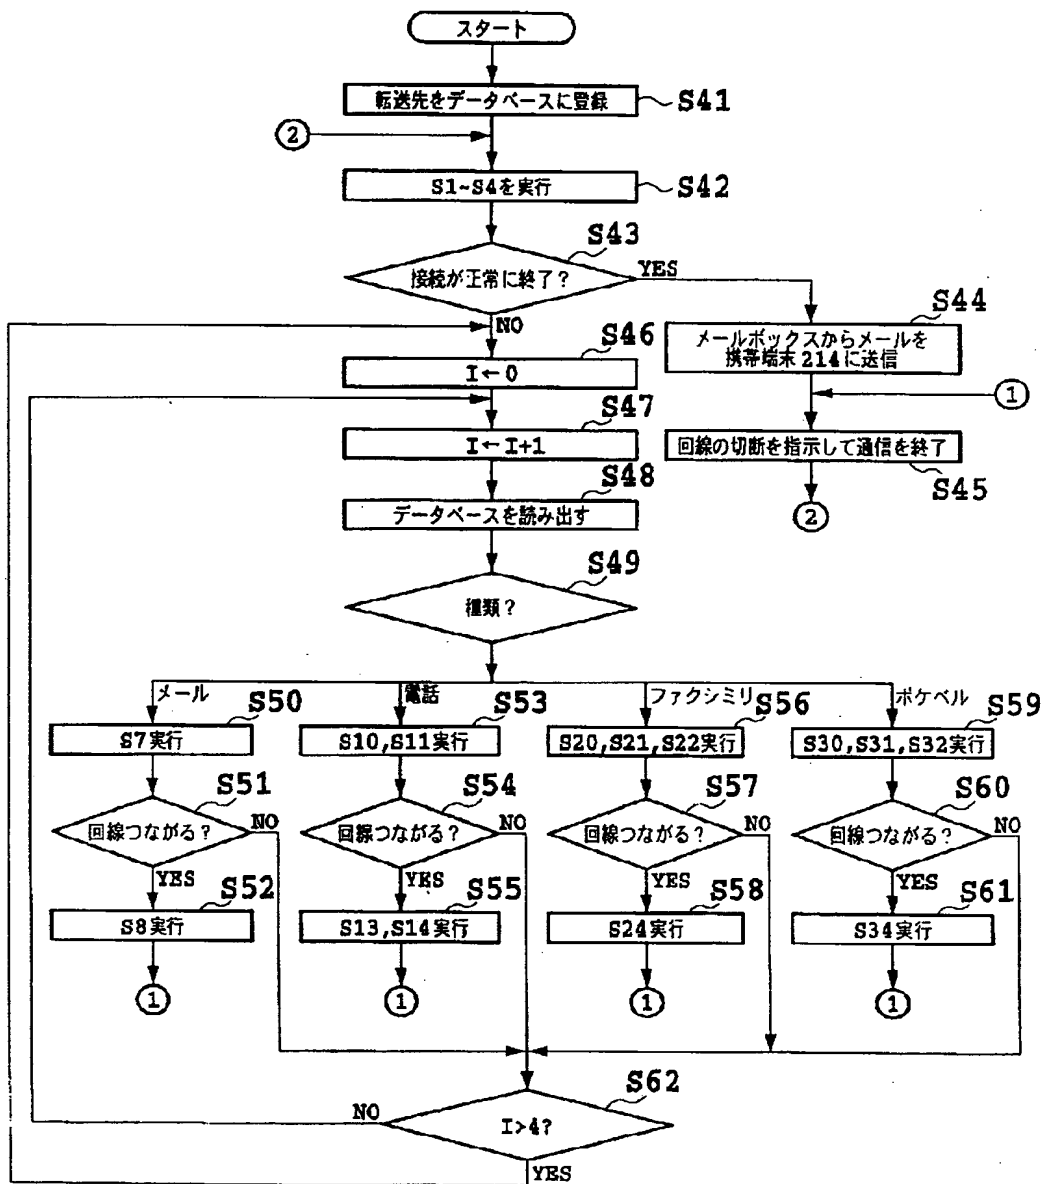 スタート
転送先をデータベースに登録
S41
2
S1~S4を実行
S42
S43
接続が正常に終了？
YES
NO
S44
メールボックスからメールを
携帯端末214に送信
S46
I←0
1
S47
I←I+1
回線の切断を指示して通信を終了
S45
S48
データベースを読み出す
2
S49
種類？
メール
電話
ファクシミリ
ポケベル
S50
S53
S56
S59
S7実行
S10,S11実行
S20,S21,S22実行
S30,S31,S32実行
S51
S54
S57
S60
回線つながる？
NO
回線つながる？
NO
回線つながる？
NO
回線つながる？
NO
YES
YES
YES
YES
S52
S55
S58
S61
S8実行
S13,S14実行
S24実行
S34実行
1
1
1
1
S62
NO
I>4?
YES